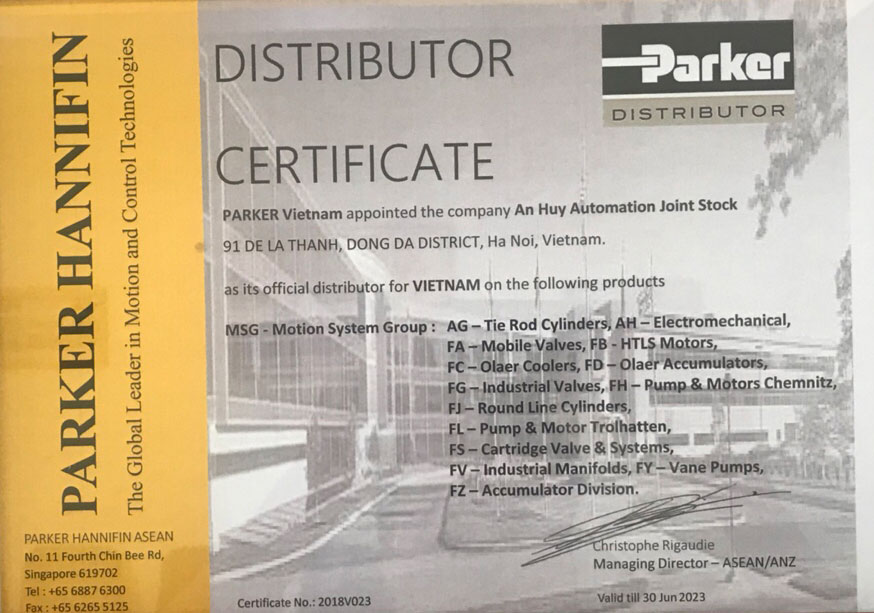 PARKER HANNIFIN
The Global Leader in Motion and Control Technologies
DISTRIBUTOR
CERTIFICATE
Parker
DISTRIBUTOR
PARKER Vietnam appointed the company An Huy Automation Joint Stock
91 DE LA THANH, DONG DA DISTRICT, Ha Noi, Vietnam.
as its official distributor for VIETNAM on the following products
MSG - Motion System Group : AG – Tie Rod Cylinders, AH – Electromechanical,
FA – Mobile Valves, FB - HTLS Motors,
FC – Olaer Coolers, FD – Olaer Accumulators,
FG – Industrial Valves, FH – Pump & Motors Chemnitz,
FJ – Round Line Cylinders,
FL – Pump & Motor Trolhatten,
FS – Cartridge Valve & Systems,
FV – Industrial Manifolds, FY – Vane Pumps,
FZ – Accumulator Division.
Christophe Rigaudie
Managing Director – ASEAN/ANZ
PARKER HANNIFIN ASEAN
No. 11 Fourth Chin Bee Rd,
Singapore 619702
Tel : +65 6887 6300
Fax : +65 6265 5125
Certificate No.: 2018V023
Valid till 30 Jun 2023